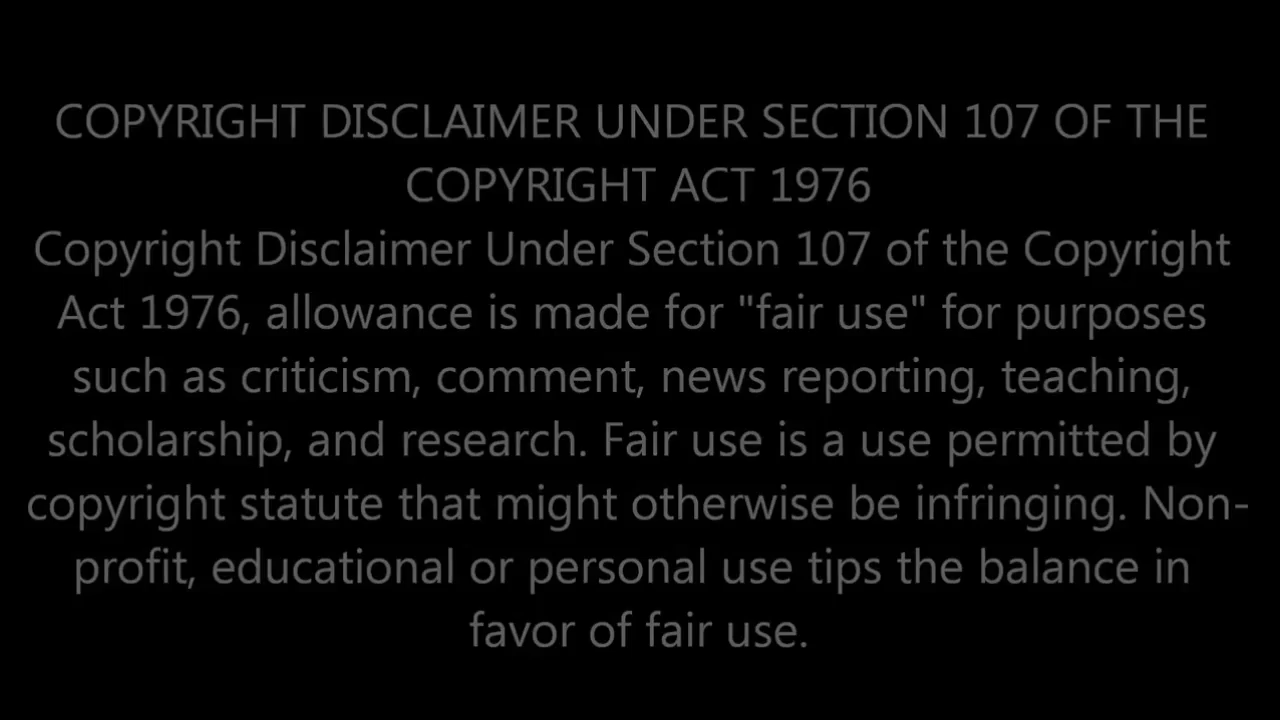 COPYRIGHT DISCLAIMER UNDER SECTION 107 OF THE
COPYRIGHT ACT 1976
Copyright Disclaimer Under Section 107 of the Copyright
Act 1976, allowance is made for "fair use" for purposes
such as criticism, comment, news reporting, teaching,
scholarship, and research. Fair use is a use permitted by
copyright statute that might otherwise be infringing. Non-
profit, educational or personal use tips the balance in
favor of fair use.